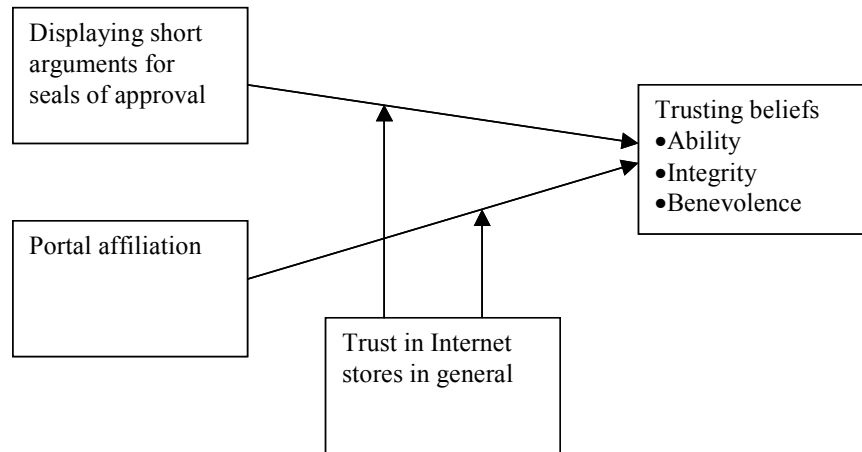 Displaying short
arguments for
seals of approval
Trusting beliefs
•Ability
•Integrity
•Benevolence
Portal affiliation
Trust in Internet
stores in general